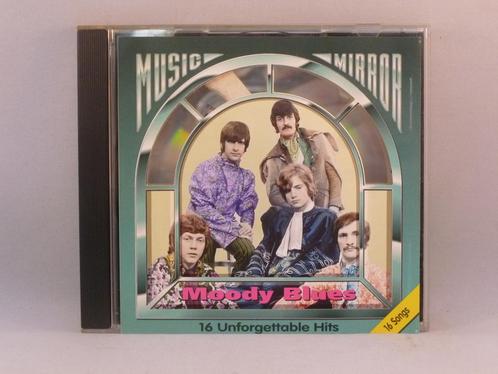 MUSIC MIRROR
Moody Blues
16 Unforgettable Hits
16 Songs